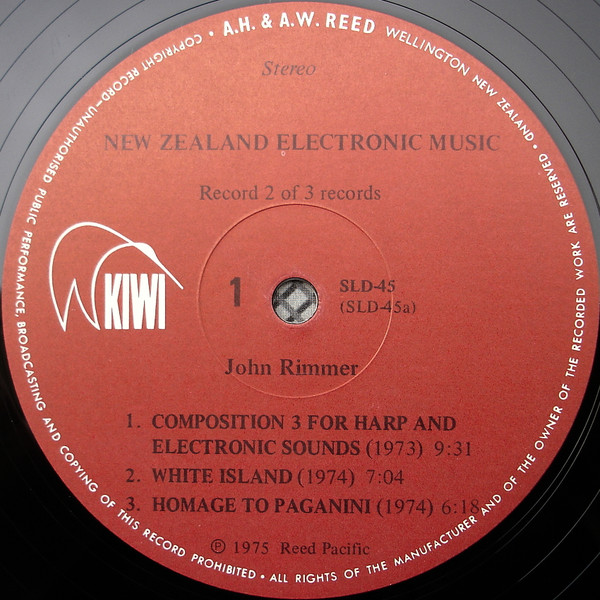 • A.H. & A.W. REED WELLINGTON NEW ZEALAND • ALL RIGHTS OF THE MANUFACTURER AND OF THE OWNER OF THE RECORDED WORK ARE RESERVED •
COPYRIGHT RECORD—UNAUTHORISED PUBLIC PERFORMANCE, BROADCASTING AND COPYING OF THIS RECORD PROHIBITED •
Stereo
NEW ZEALAND ELECTRONIC MUSIC
Record 2 of 3 records
KIWI
1
SLD-45
(SLD-45a)
John Rimmer
1. COMPOSITION 3 FOR HARP AND
ELECTRONIC SOUNDS (1973) 9:31
2. WHITE ISLAND (1974) 7:04
3. HOMAGE TO PAGANINI (1974) 6:18
℗ 1975 Reed Pacific